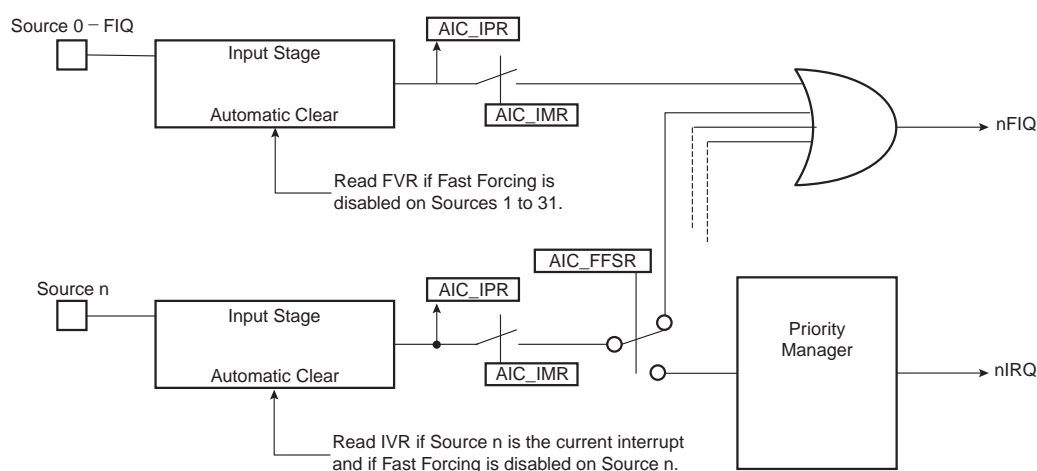 Source 0 – FIQ
AIC_IPR
Input Stage
Automatic Clear
AIC_IMR
nFIQ
Read FVR if Fast Forcing is
disabled on Sources 1 to 31.
AIC_FFSR
Source n
AIC_IPR
Input Stage
Priority
Manager
Automatic Clear
AIC_IMR
nIRQ
Read IVR if Source n is the current interrupt
and if Fast Forcing is disabled on Source n.